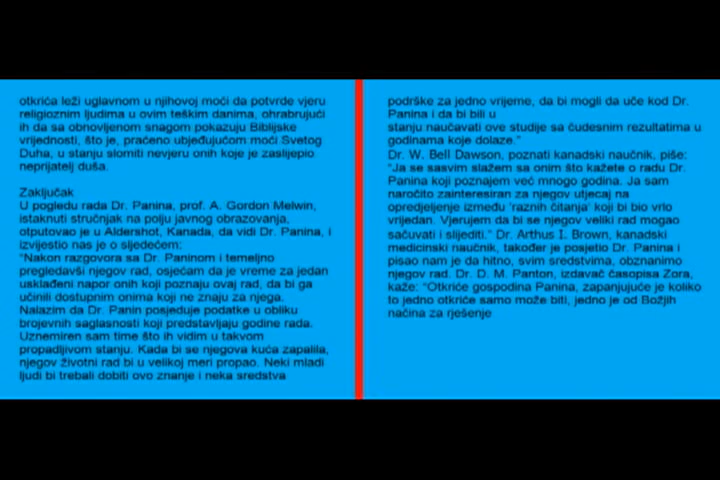 otkrića leži uglavnom u njihovoj moći da potvrde vjeru
religioznim ljudima u ovim teškim danima, ohrabrujući
ih da sa obnovljenom snagom pokazuju Biblijske
vrijednosti, što je, praćeno ubjeđujućom moći Svetog
Duha, u stanju slomiti nevjeru onih koje je zaslijepio
neprijatelj duša.
Zaključak
U pogledu rada Dr. Panina, prof. A. Gordon Melwin,
istaknuti stručnjak na polju javnog obrazovanja,
otputovao je u Aldershot, Kanada, da vidi Dr. Panina, i
izvijestio nas je o sljedećem:
“Nakon razgovora sa Dr. Paninom i temeljno
pregledavši njegov rad, osjećam da je vreme za jedan
usklađeni napor onih koji poznaju ovaj rad, da bi ga
učinili dostupnim onima koji ne znaju za njega.
Nalazim da Dr. Panin posjeduje podatke u obliku
brojevnih saglasnosti koji predstavljaju godine rada.
Uznemiren sam time što ih vidim u takvom
propadljivom stanju. Kada bi se njegova kuća zapalila,
njegov životni rad bi u velikoj meri propao. Neki mladi
ljudi bi trebali dobiti ovo znanje i neka sredstva
podrške za jedno vrijeme, da bi mogli da uče kod Dr.
Panina i da bi bili u
stanju naučavati ove studije sa čudesnim rezultatima u
godinama koje dolaze.”
Dr. W. Bell Dawson, poznati kanadski naučnik, piše:
“Ja se sasvim slažem sa onim što kažete o radu Dr.
Panina koji poznajem već mnogo godina. Ja sam
naročito zainteresiran za njegov utjecaj na
opredjeljenje između ’raznih čitanja’ koji bi bio vrlo
vrijedan. Vjerujem da bi se njegov veliki rad mogao
sačuvati i slijediti.” Dr. Arthus I. Brown, kanadski
medicinski naučnik, također je posjetio Dr. Panina i
pisao nam je da hitno, svim sredstvima, obznanimo
njegov rad. Dr. D. M. Panton, izdavač časopisa Zora,
kaže: “Otkriće gospodina Panina, zapanjujuće je koliko
to jedno otkriće samo može biti, jedno je od Božjih
načina za rješenje